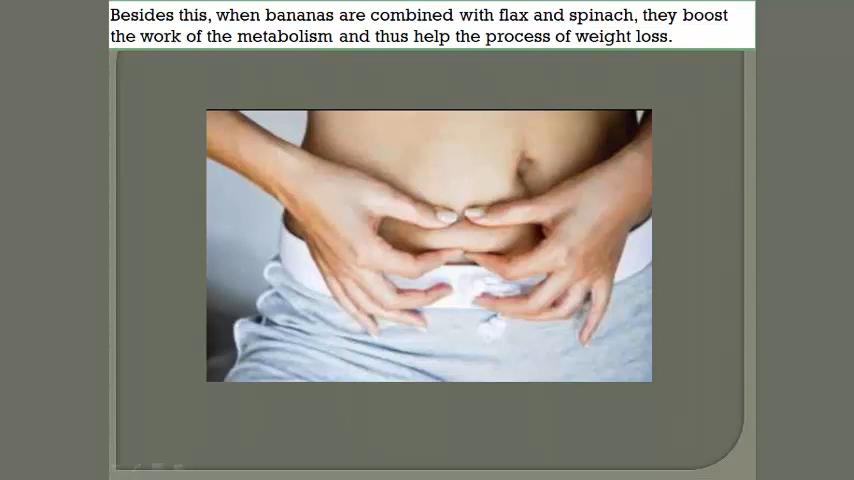 Besides this, when bananas are combined with flax and spinach, they boost
the work of the metabolism and thus help the process of weight loss.